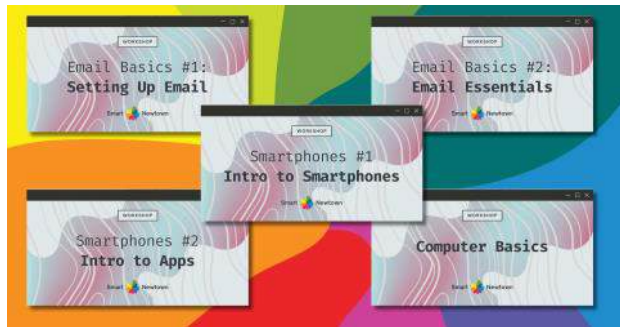 WORKSHOP
Email Basics #1:
Setting Up Email
Smart Newtown
WORKSHOP
Email Basics #2:
Email Essentials
Smart Newtown
WORKSHOP
Smartphones #1
Intro to Smartphones
Smart Newtown
WORKSHOP
Smartphones #2
Intro to Apps
Smart Newtown
WORKSHOP
Computer Basics
Smart Newtown